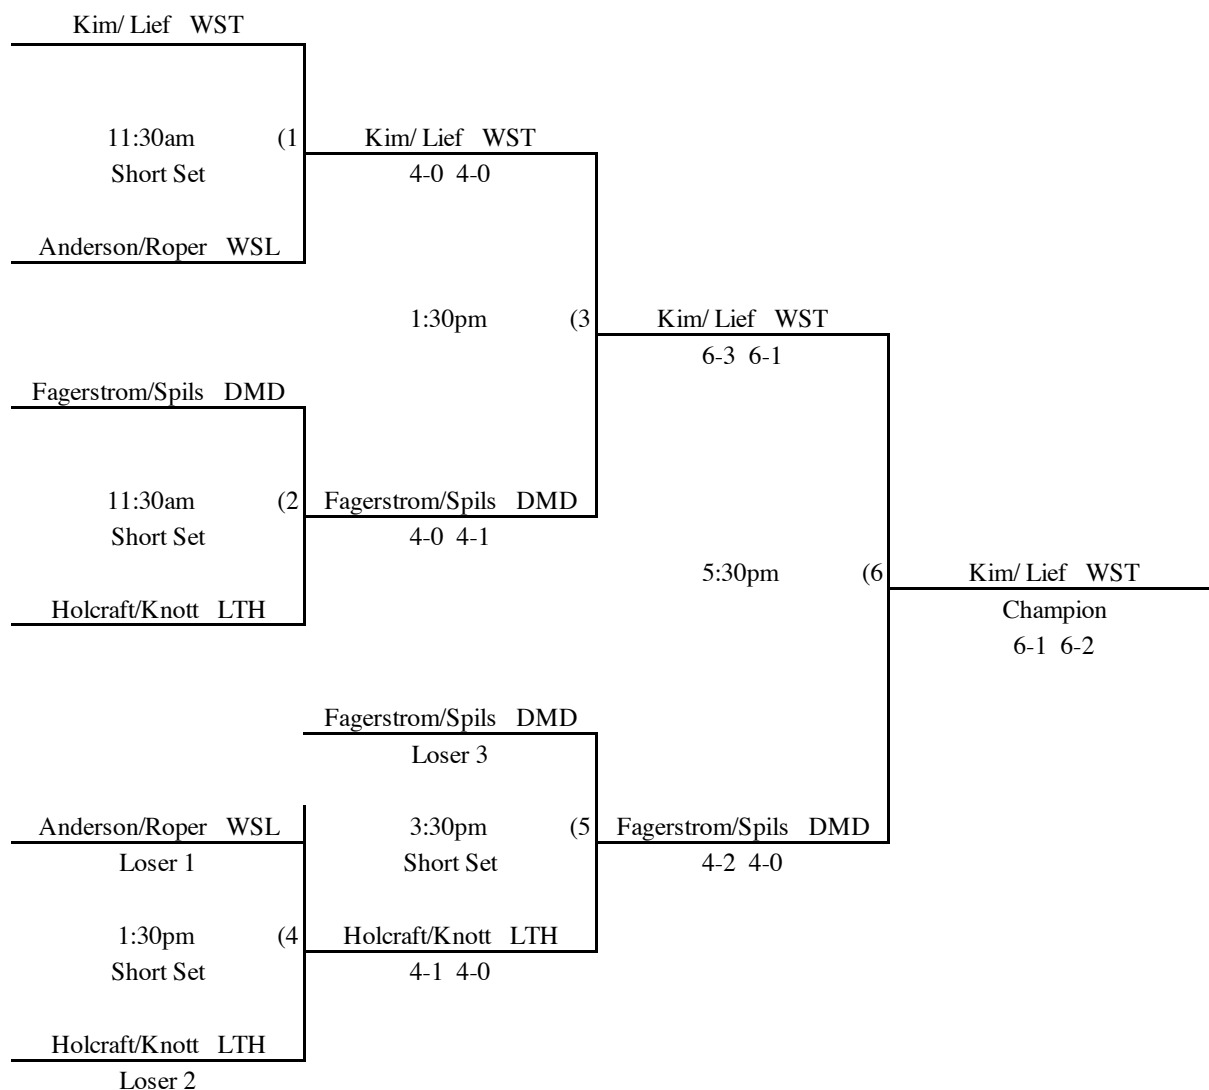 Kim/ Lief WST
11:30am (1 Kim/ Lief WST
Short Set 4-0 4-0
Anderson/Roper WSL
1:30pm (3 Kim/ Lief WST
6-3 6-1
Fagerstrom/Spils DMD
11:30am (2 Fagerstrom/Spils DMD
Short Set 4-0 4-1
5:30pm (6 Kim/ Lief WST
Holcraft/Knott LTH Champion
6-1 6-2
Fagerstrom/Spils DMD
Loser 3
Anderson/Roper WSL 3:30pm (5 Fagerstrom/Spils DMD
Loser 1 Short Set 4-2 4-0
1:30pm (4 Holcraft/Knott LTH
Short Set 4-1 4-0
Holcraft/Knott LTH
Loser 2